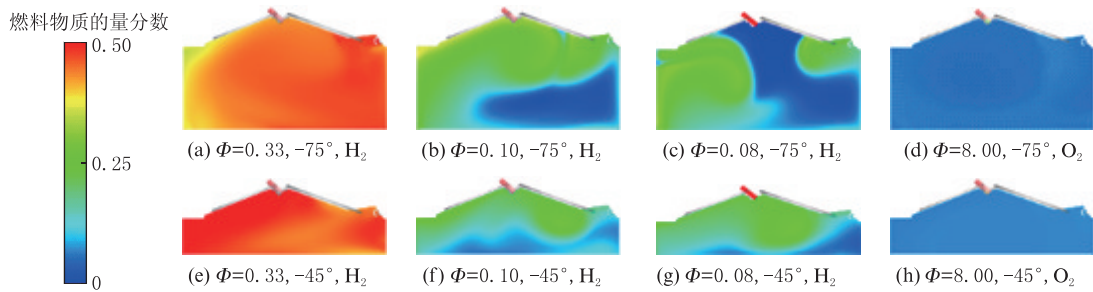 燃料物质的量分数
0.50
0.25
0
(a) Φ=0.33, -75°, H₂
(b) Φ=0.10, -75°, H₂
(c) Φ=0.08, -75°, H₂
(d) Φ=8.00, -75°, O₂
(e) Φ=0.33, -45°, H₂
(f) Φ=0.10, -45°, H₂
(g) Φ=0.08, -45°, H₂
(h) Φ=8.00, -45°, O₂